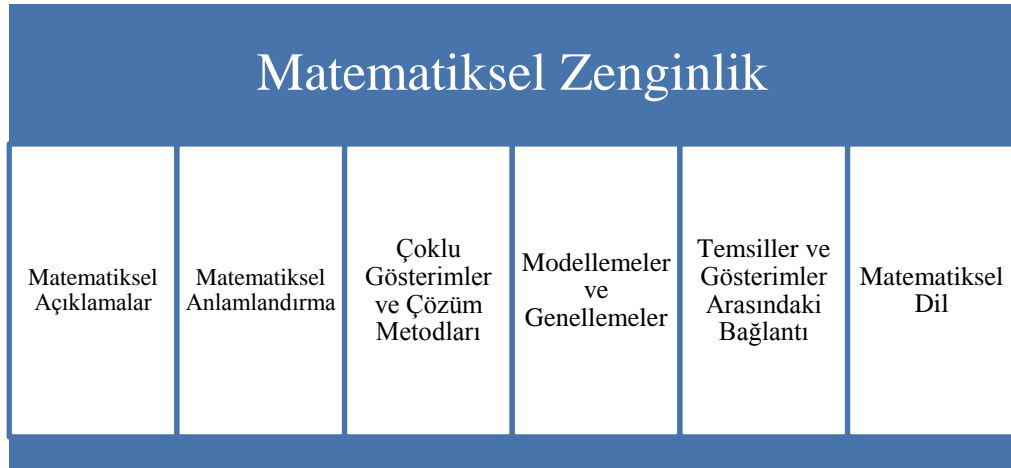 Matematiksel Zenginlik
Matematiksel
Açıklamalar
Matematiksel
Anlamlandırma
Çoklu
Gösterimler
ve Çözüm
Metodları
Modellemeler
ve
Genellemeler
Temsiller ve
Gösterimler
Arasındaki
Bağlantı
Matematiksel
Dil